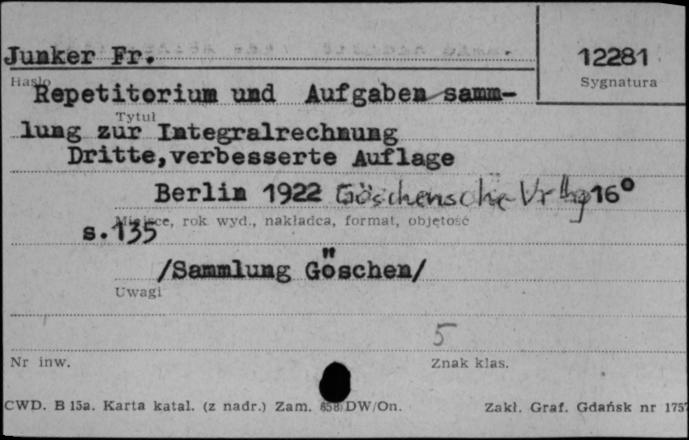 Junker Fr.
12281
Hasło
Sygnatura
Repetitorium und Aufgaben samm-
Tytuł
lung zur Integralrechnung
Dritte, verbesserte Auflage
Berlin 1922 Göschensche Vrlg 16°
Miejsce, rok wyd., nakładca, format, objętość
s.135
/Sammlung Göschen/
Uwagi
5
Nr inw.
Znak klas.
CWD. B 15a. Karta katal. (z nadr.) Zam. 658/DW/On.
Zakł. Graf. Gdańsk nr 1757